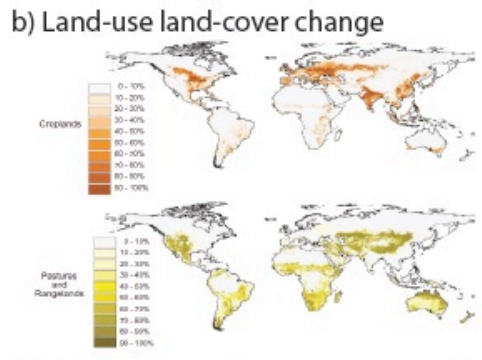 b) Land-use land-cover change
Croplands
0 - 10%
10 - 20%
20 - 30%
30 - 40%
40 - 50%
50 - 60%
60 - 70%
70 - 80%
80 - 90%
90 - 100%
Pastures
and
Rangelands
0 - 10%
10 - 20%
20 - 30%
30 - 40%
40 - 50%
50 - 60%
60 - 70%
70 - 80%
80 - 90%
90 - 100%